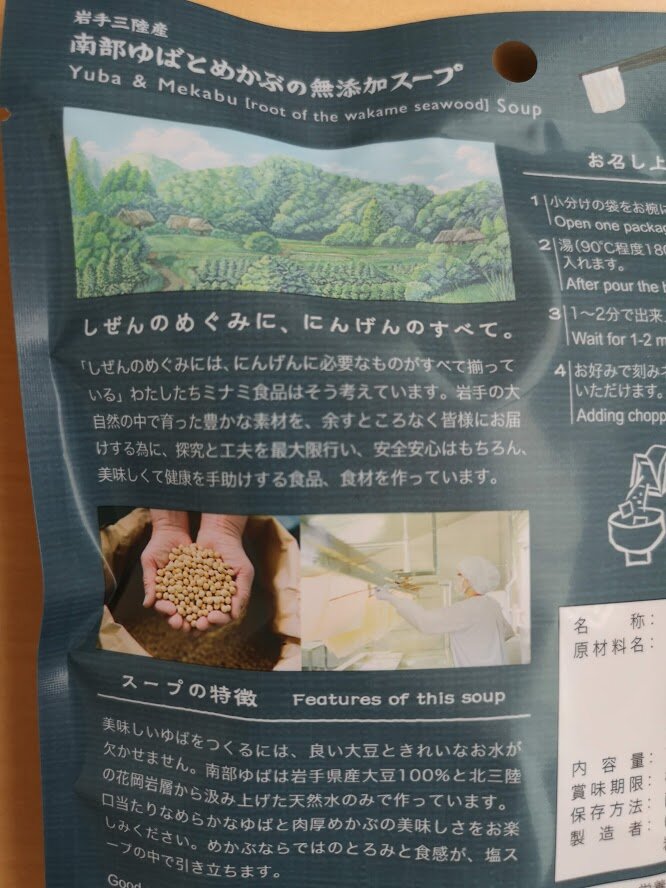 岩手三陸産
南部ゆばとめかぶの無添加スープ
Yuba & Mekabu [root of the wakame seawood] Soup
しぜんのめぐみに、にんげんのすべて。
「しぜんのめぐみには、にんげんに必要なものがすべて揃って
いる」わたしたちミナミ食品はそう考えています。岩手の大
自然の中で育った豊かな素材を、余すところなく皆様にお届
けする為に、探究と工夫を最大限行い、安全安心はもちろん、
美味しくて健康を手助けする食品、食材を作っています。
スープの特徴 Features of this soup
美味しいゆばをつくるには、良い大豆ときれいなお水が
欠かせません。南部ゆばは岩手県産大豆100%と北三陸
の花岡岩層から汲み上げた天然水のみで作っています。
口当たりなめらかなゆばと肉厚めかぶの美味しさをお楽
しみください。めかぶならではのとろみと食感が、塩ス
ープの中で引き立ちます。
Good
お召し上
1 小分けの袋をお椀に
Open one packag
2 湯(90℃程度180
入れます。
After pour the h
3 1〜2分で出来
Wait for 1-2 m
4 お好みで刻みネ
いただけます。
Adding chopp
名称：
原材料名：
内容量：
賞味期限：
保存方法：
製造者：